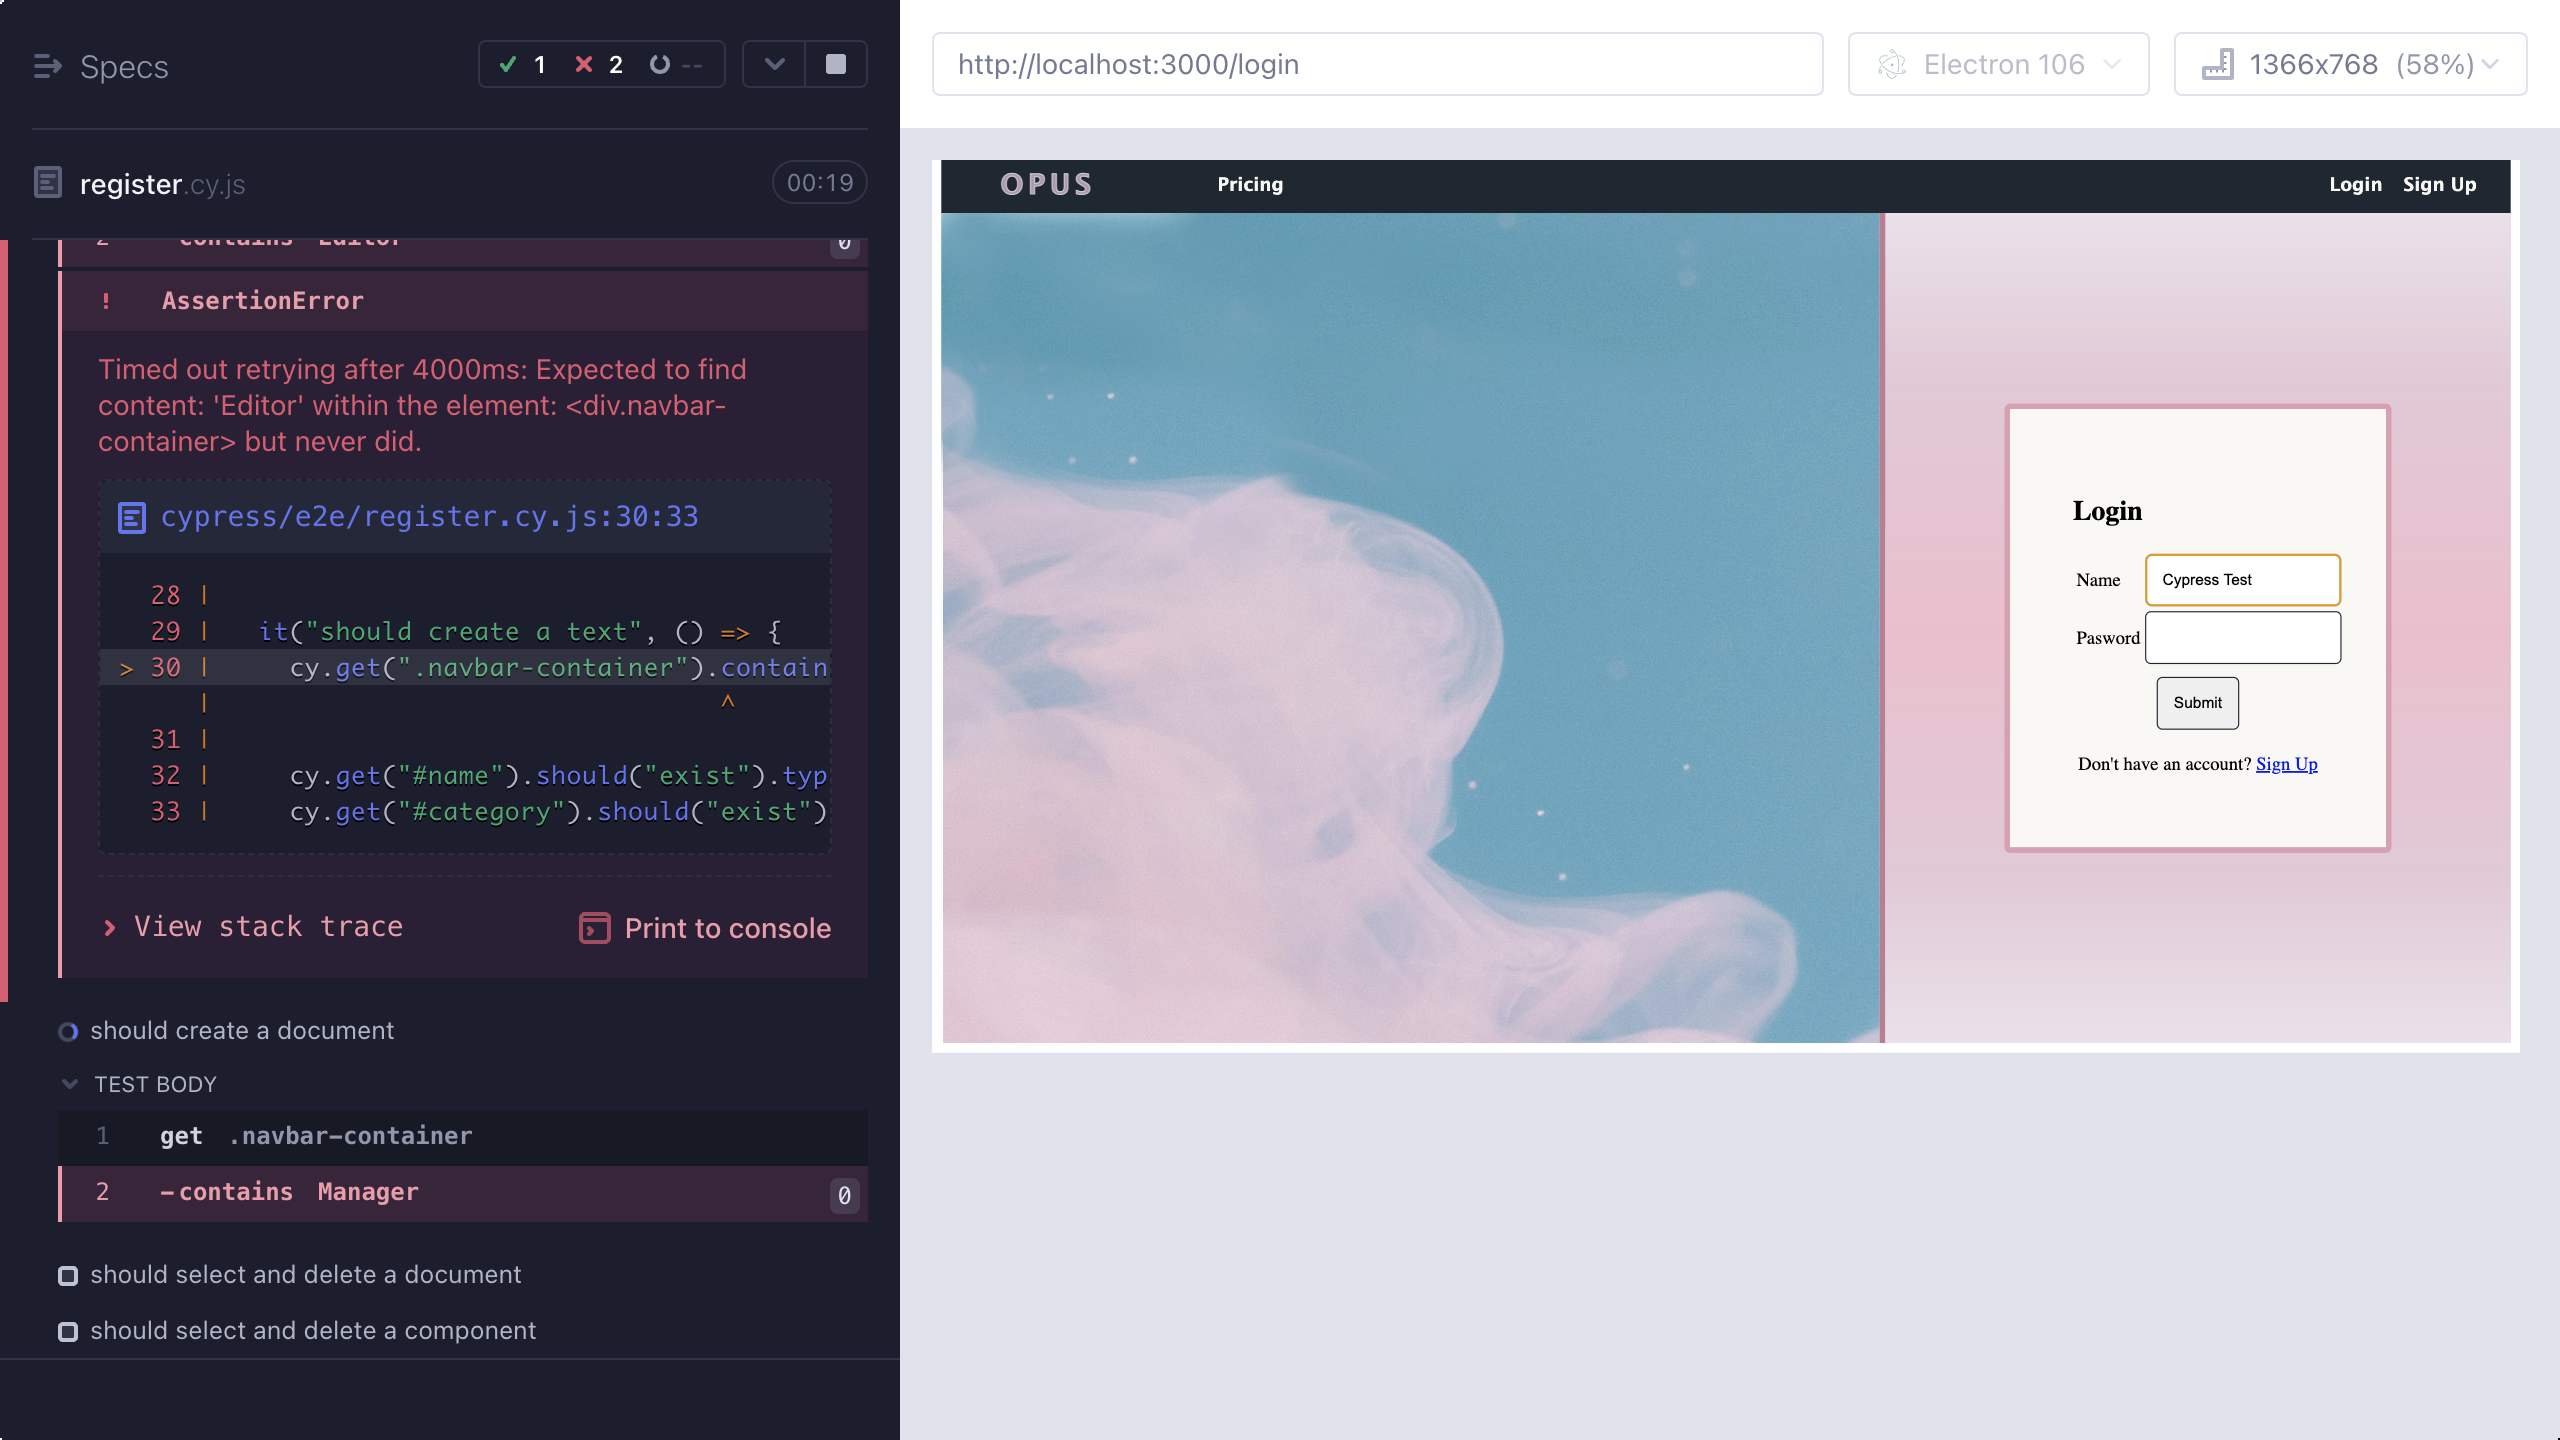 Specs
1 2 --
register.cy.js
00:19
2 contains Editor 0
! AssertionError
Timed out retrying after 4000ms: Expected to find
content: 'Editor' within the element: <div.navbar-
container> but never did.
cypress/e2e/register.cy.js:30:33
28 |
29 | it("should create a text", () => {
> 30 | cy.get(".navbar-container").contain
| ^
31 |
32 | cy.get("#name").should("exist").typ
33 | cy.get("#category").should("exist")
View stack trace
Print to console
should create a document
TEST BODY
1 get .navbar-container
2 -contains Manager 0
should select and delete a document
should select and delete a component
http://localhost:3000/login
Electron 106
1366x768 (58%)
OPUS
Pricing
Login
Sign Up
Login
Name
Cypress Test
Pasword
Submit
Don't have an account? Sign Up